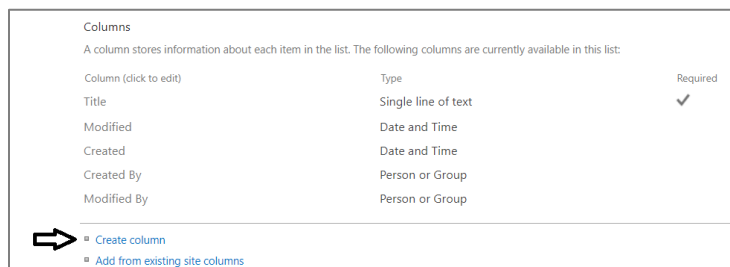 Columns
A column stores information about each item in the list. The following columns are currently available in this list:
Column (click to edit) Type Required
Title Single line of text
Modified Date and Time
Created Date and Time
Created By Person or Group
Modified By Person or Group
Create column
Add from existing site columns